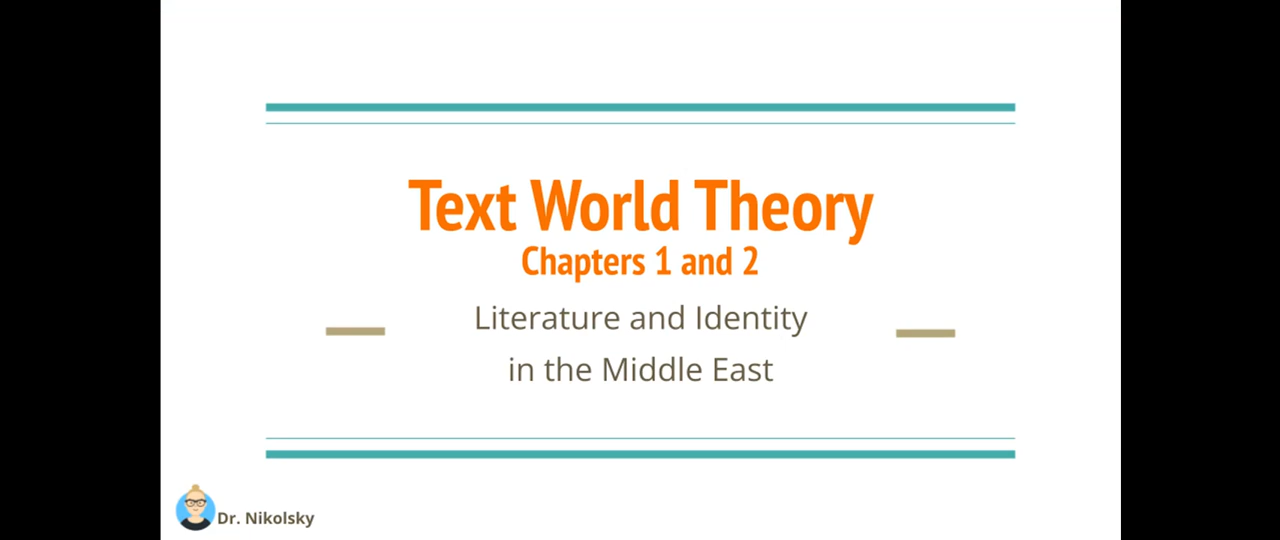 Text World Theory
Chapters 1 and 2
Literature and Identity
in the Middle East
Dr. Nikolsky